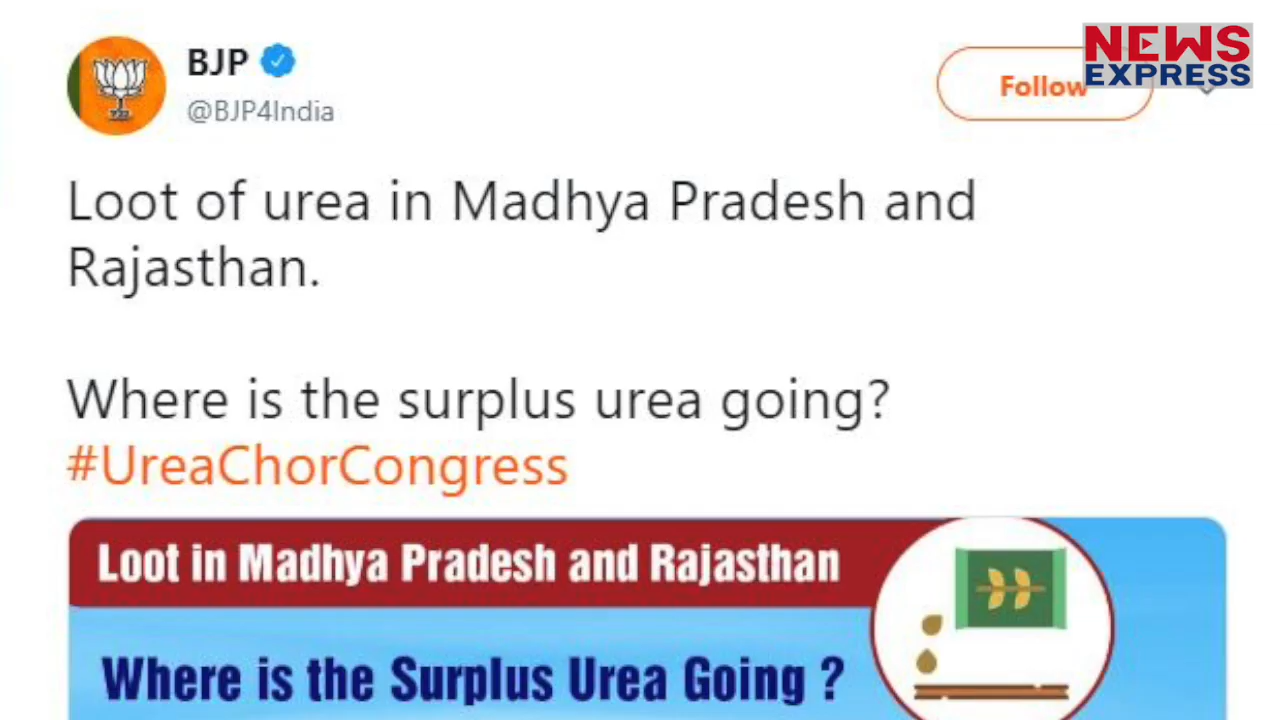 BJP
@BJP4India
Follow
NEWS
EXPRESS
Loot of urea in Madhya Pradesh and
Rajasthan.
Where is the surplus urea going?
#UreaChorCongress
Loot in Madhya Pradesh and Rajasthan
Where is the Surplus Urea Going ?